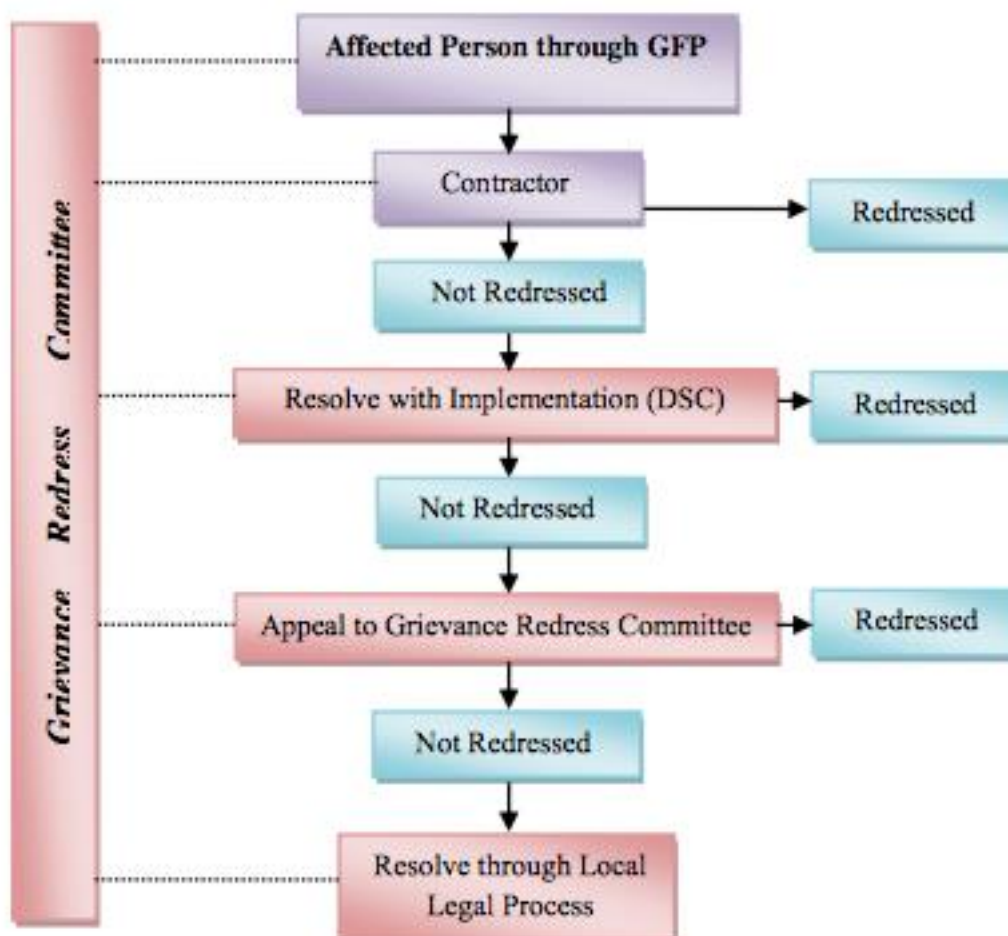 Affected Person through GFP
Contractor
Redressed
Not Redressed
Resolve with Implementation (DSC)
Redressed
Not Redressed
Appeal to Grievance Redress Committee
Redressed
Not Redressed
Resolve through Local
Legal Process
Grievance Redress Committee